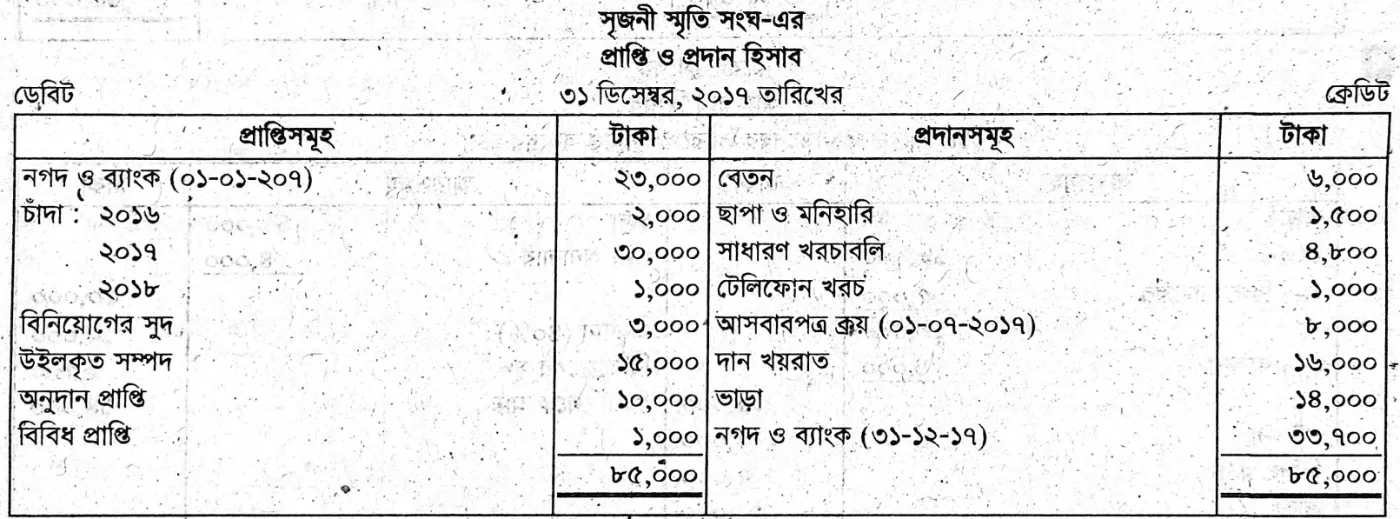 সৃজনী স্মৃতি সংঘ-এর
প্রাপ্তি ও প্রদান হিসাব
ডেবিট ৩১ ডিসেম্বর, ২০১৭ তারিখের ক্রেডিট
প্রাপ্তিসমূহ টাকা প্রদানসমূহ টাকা
নগদ ও ব্যাংক (০১-০১-২০৭) ২৩,০০০ বেতন ৬,০০০
চাঁদা : ২০১৬ ২,০০০ ছাপা ও মনিহারি ১,৫০০
২০১৭ ৩০,০০০ সাধারণ খরচাবলি ৪,৮০০
২০১৮ ১,০০০ টেলিফোন খরচ ১,০০০
বিনিয়োগের সুদ ৩,০০০ আসবাবপত্র ক্রয় (০১-০৭-২০১৭) ৮,০০০
উইলকৃত সম্পদ ১৫,০০০ দান খয়রাত ১৬,০০০
অনুদান প্রাপ্তি ১০,০০০ ভাড়া ১৪,০০০
বিবিধ প্রাপ্তি ১,০০০ নগদ ও ব্যাংক (৩১-১২-১৭) ৩৩,৭০০
৮৫,০০০ ৮৫,০০০